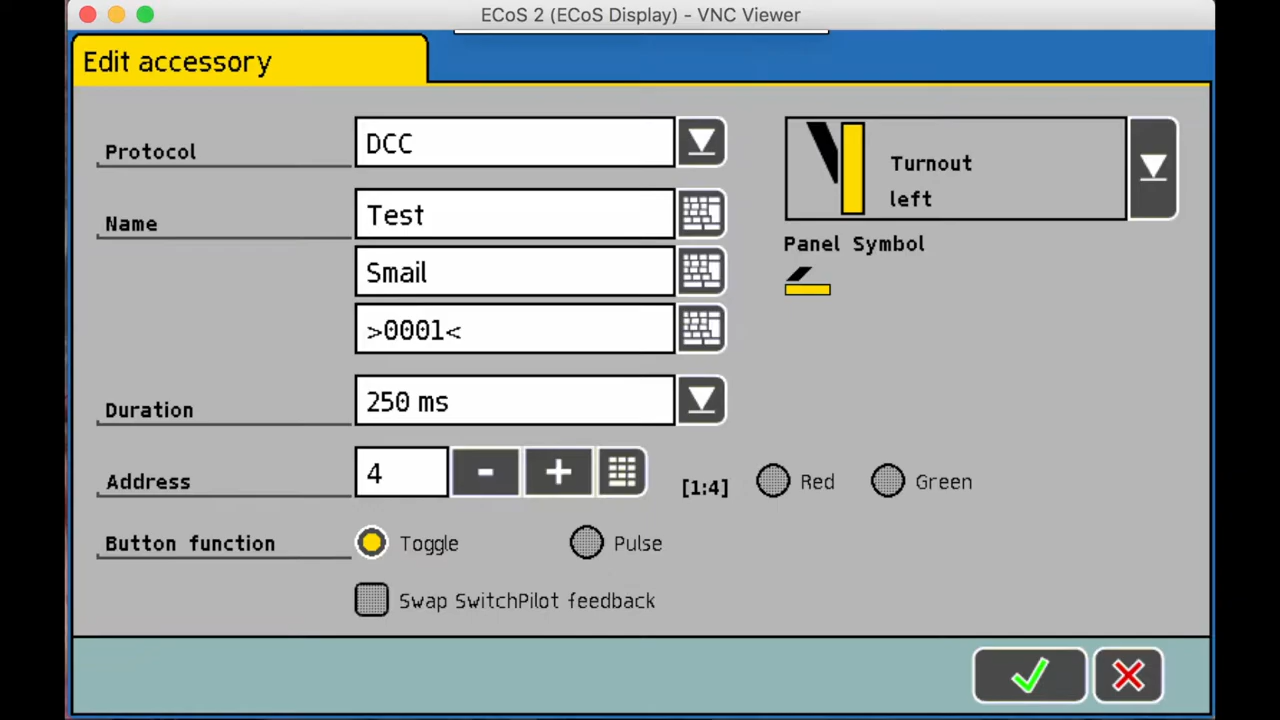 ECoS 2 (ECoS Display) - VNC Viewer
Edit accessory
Protocol
DCC
Turnout
left
Name
Test
Panel Symbol
Smail
>0001<
Duration
250 ms
Address
4
-
+
[1:4]
Red
Green
Button function
Toggle
Pulse
Swap SwitchPilot feedback